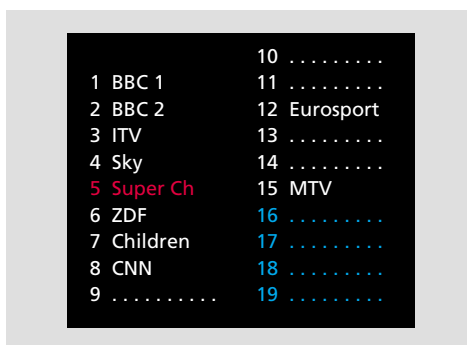 1 BBC 1
2 BBC 2
3 ITV
4 Sky
5 Super Ch
6 ZDF
7 Children
8 CNN
9 . . . . . . . . . .
10 . . . . . . . . .
11 . . . . . . . . .
12 Eurosport
13 . . . . . . . . .
14 . . . . . . . . .
15 MTV
16 . . . . . . . . .
17 . . . . . . . . .
18 . . . . . . . . .
19 . . . . . . . . .